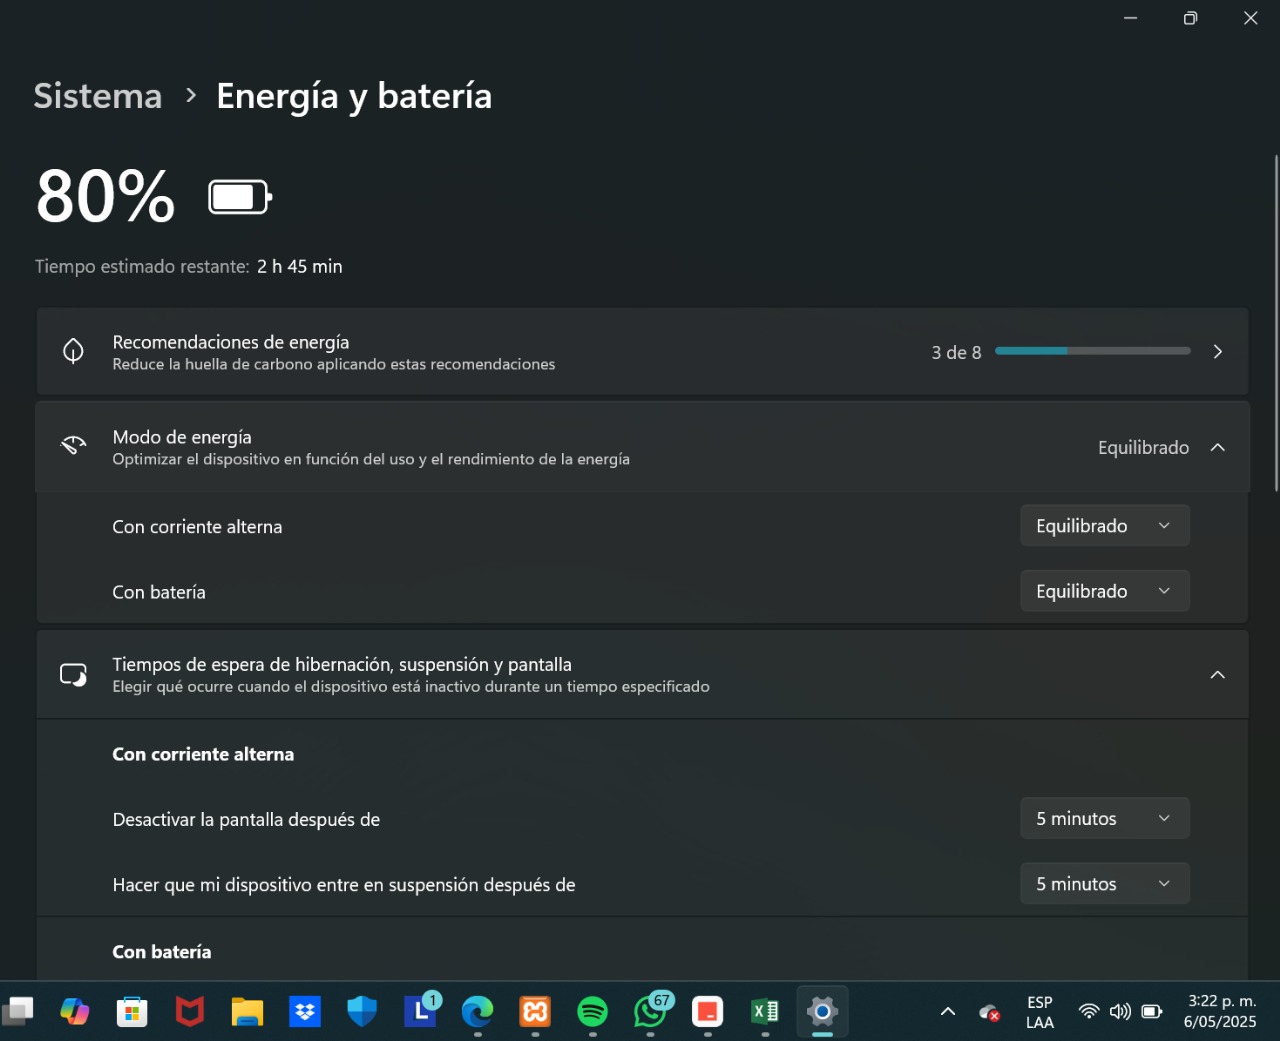 Sistema > Energía y batería
80%
Tiempo estimado restante: 2 h 45 min
Recomendaciones de energía
Reduce la huella de carbono aplicando estas recomendaciones
3 de 8
Modo de energía
Optimizar el dispositivo en función del uso y el rendimiento de la energía
Equilibrado
Con corriente alterna
Equilibrado
Con batería
Equilibrado
Tiempos de espera de hibernación, suspensión y pantalla
Elegir qué ocurre cuando el dispositivo está inactivo durante un tiempo especificado
Con corriente alterna
Desactivar la pantalla después de
5 minutos
Hacer que mi dispositivo entre en suspensión después de
5 minutos
Con batería
L
1
67
ESP
LAA
3:22 p. m.
6/05/2025